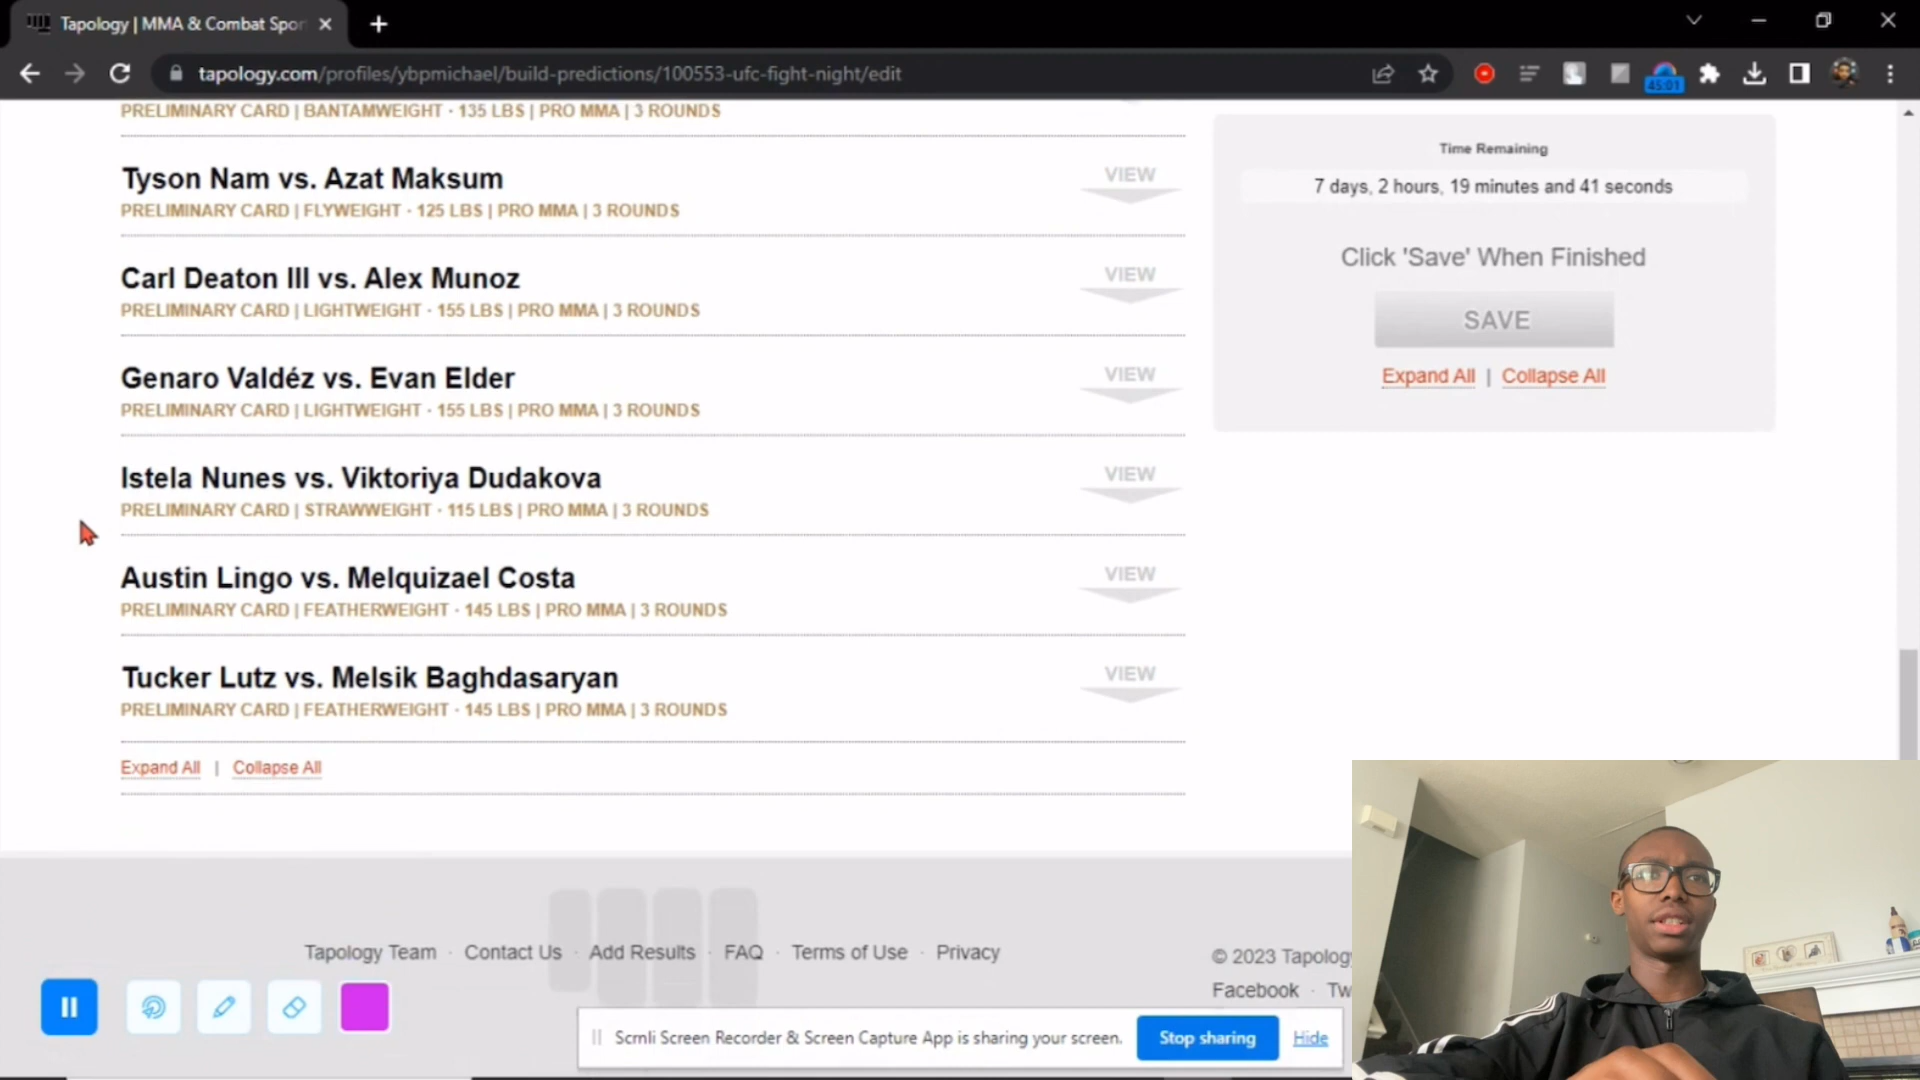 Tapology | MMA & Combat Spor
tapology.com/profiles/ybpmichael/build-predictions/100553-ufc-fight-night/edit
45:01
PRELIMINARY CARD | BANTAMWEIGHT · 135 LBS | PRO MMA | 3 ROUNDS
Tyson Nam vs. Azat Maksum
VIEW
PRELIMINARY CARD | FLYWEIGHT · 125 LBS | PRO MMA | 3 ROUNDS
Carl Deaton III vs. Alex Munoz
VIEW
PRELIMINARY CARD | LIGHTWEIGHT · 155 LBS | PRO MMA | 3 ROUNDS
Genaro Valdéz vs. Evan Elder
VIEW
PRELIMINARY CARD | LIGHTWEIGHT · 155 LBS | PRO MMA | 3 ROUNDS
Istela Nunes vs. Viktoriya Dudakova
VIEW
PRELIMINARY CARD | STRAWWEIGHT · 115 LBS | PRO MMA | 3 ROUNDS
Austin Lingo vs. Melquizael Costa
VIEW
PRELIMINARY CARD | FEATHERWEIGHT · 145 LBS | PRO MMA | 3 ROUNDS
Tucker Lutz vs. Melsik Baghdasaryan
VIEW
PRELIMINARY CARD | FEATHERWEIGHT · 145 LBS | PRO MMA | 3 ROUNDS
Expand All | Collapse All
Time Remaining
7 days, 2 hours, 19 minutes and 41 seconds
Click 'Save' When Finished
SAVE
Expand All | Collapse All
Tapology Team · Contact Us · Add Results · FAQ · Terms of Use · Privacy
© 2023 Tapology
Facebook · Tw
Scrnli Screen Recorder & Screen Capture App is sharing your screen.
Stop sharing
Hide